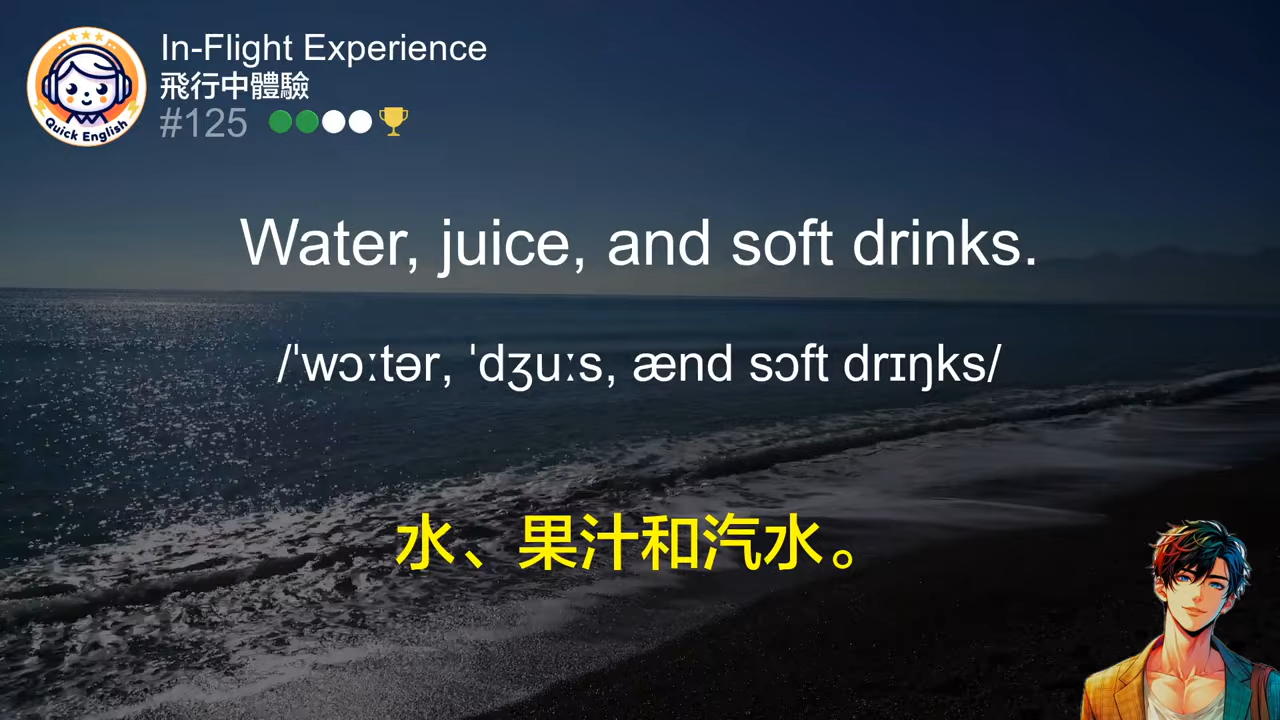 Quick English
In-Flight Experience
飛行中體驗
#125
Water, juice, and soft drinks.
/ˈwɔːtər, ˈdʒuːs, ænd sɔft drɪŋks/
水、果汁和汽水。